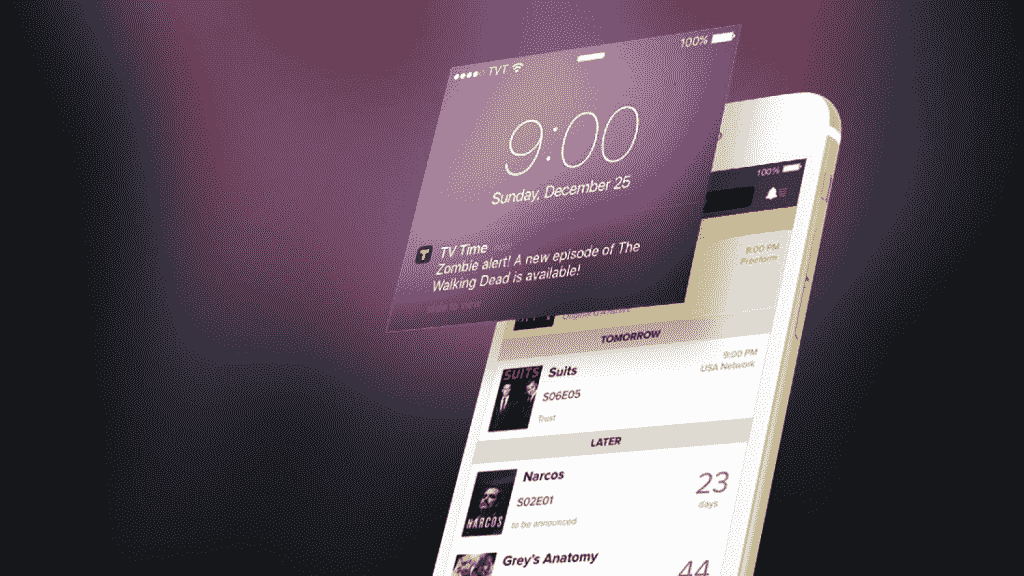 TVT 100%
9:00
Sunday, December 25
TV Time
Zombie alert! A new episode of The
Walking Dead is available!
100%
8:00 PM
Freeform
TOMORROW
SUITS
Suits
S06E05
Trust
9:00 PM
USA Network
LATER
NARCOS
Narcos
S02E01
to be announced
23
days
Grey's Anatomy
44